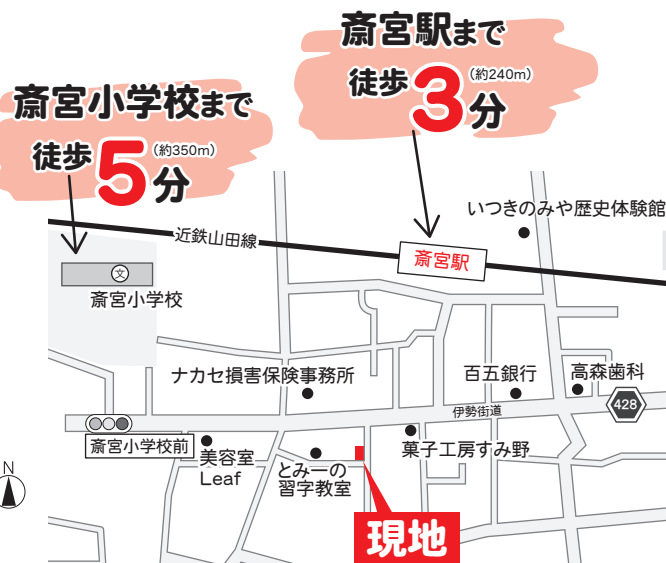 斎宮駅まで
徒歩3分
(約240m)
斎宮小学校まで
徒歩5分
(約350m)
いつきのみや歴史体験館
近鉄山田線
斎宮駅
文
斎宮小学校
ナカセ損害保険事務所
百五銀行
高森歯科
伊勢街道
428
斎宮小学校前
美容室
Leaf
とみーの
習字教室
菓子工房すみ野
N
現地